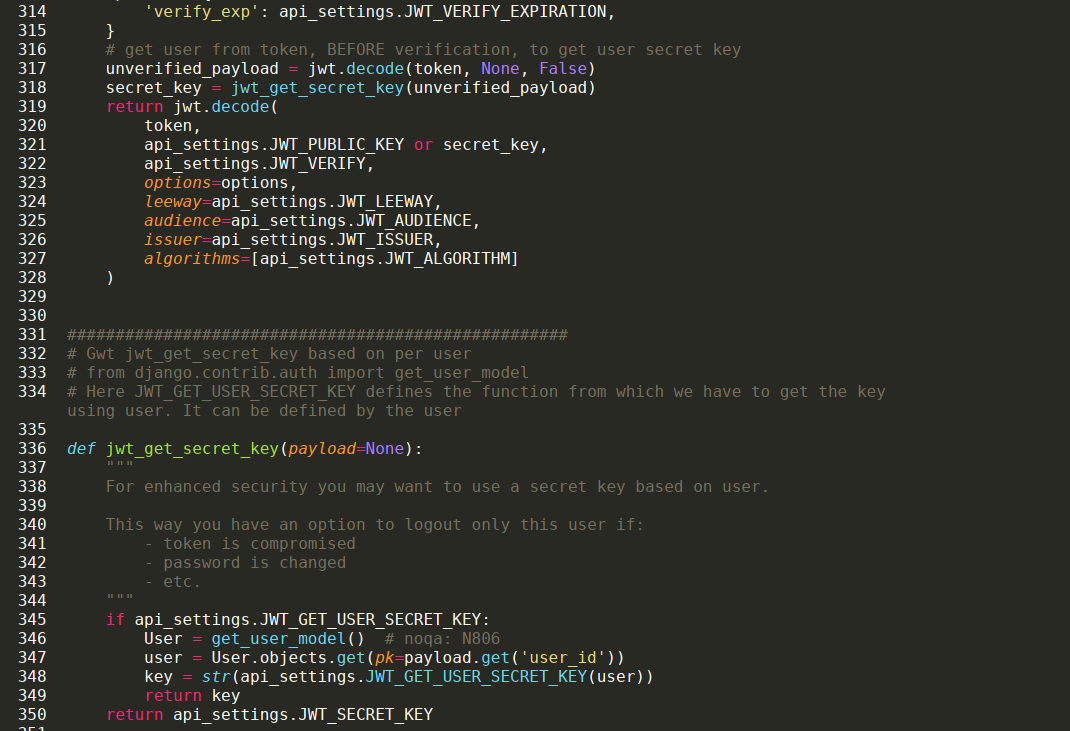 314 'verify_exp': api_settings.JWT_VERIFY_EXPIRATION,
315 }
316 # get user from token, BEFORE verification, to get user secret key
317 unverified_payload = jwt.decode(token, None, False)
318 secret_key = jwt_get_secret_key(unverified_payload)
319 return jwt.decode(
320 token,
321 api_settings.JWT_PUBLIC_KEY or secret_key,
322 api_settings.JWT_VERIFY,
323 options=options,
324 leeway=api_settings.JWT_LEEWAY,
325 audience=api_settings.JWT_AUDIENCE,
326 issuer=api_settings.JWT_ISSUER,
327 algorithms=[api_settings.JWT_ALGORITHM]
328 )
329
330
331 ####################################################
332 # Gwt jwt_get_secret_key based on per user
333 # from django.contrib.auth import get_user_model
334 # Here JWT_GET_USER_SECRET_KEY defines the function from which we have to get the key
using user. It can be defined by the user
335
336 def jwt_get_secret_key(payload=None):
337 """
338 For enhanced security you may want to use a secret key based on user.
339
340 This way you have an option to logout only this user if:
341 - token is compromised
342 - password is changed
343 - etc.
344 """
345 if api_settings.JWT_GET_USER_SECRET_KEY:
346 User = get_user_model()  # noqa: N806
347 user = User.objects.get(pk=payload.get('user_id'))
348 key = str(api_settings.JWT_GET_USER_SECRET_KEY(user))
349 return key
350 return api_settings.JWT_SECRET_KEY